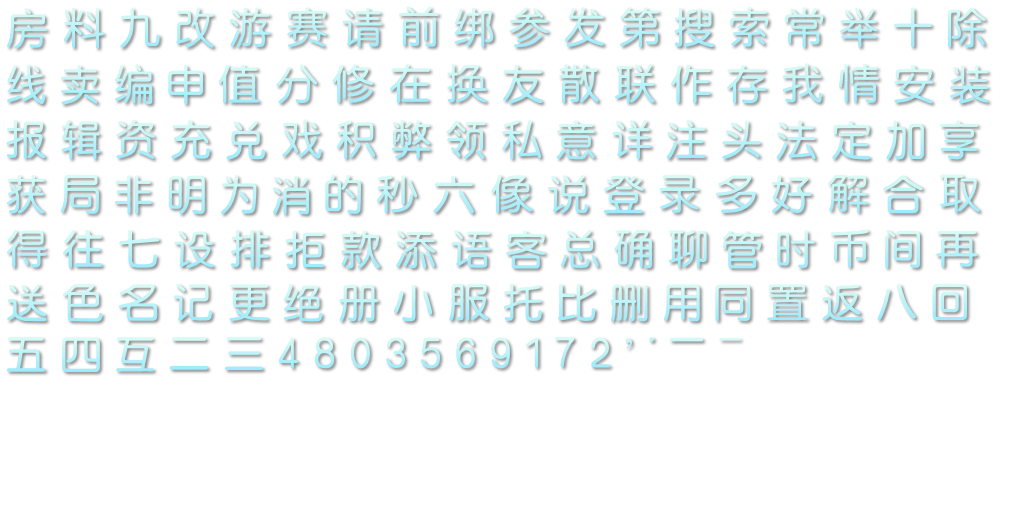 房料九改游赛请前绑参发第搜索常举十除
线卖编申值分修在换友散联作存我情安装
报辑资充兑戏积弊领私意详注头法定加享
获局非明为消的秒六像说登录多好解合取
得往七设排拒款添语客总确聊管时币间再
送色名记更绝册小服托比删用同置返八回
五四互二三4803569172’˙一-